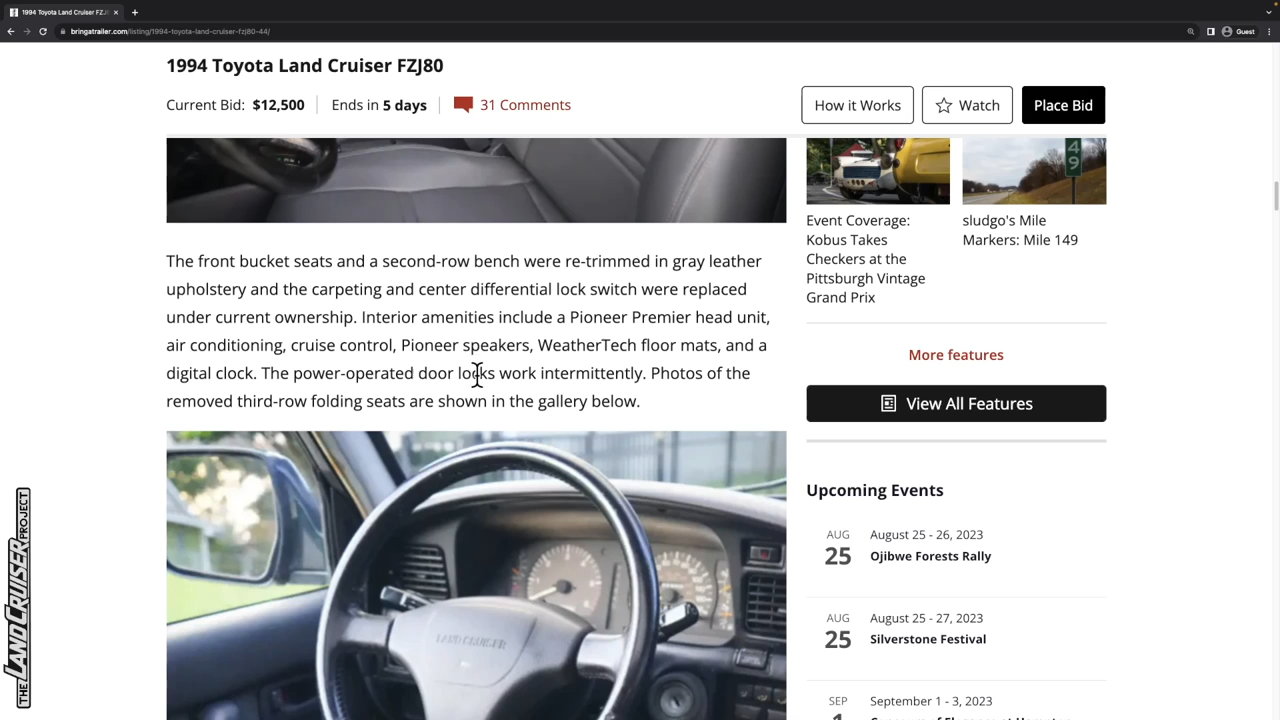 1994 Toyota Land Cruiser FZJ
bringatrailer.com/listing/1994-toyota-land-cruiser-fzj80-44/
Guest
1994 Toyota Land Cruiser FZJ80
Current Bid: $12,500
Ends in 5 days
31 Comments
How it Works
Watch
Place Bid
The front bucket seats and a second-row bench were re-trimmed in gray leather
upholstery and the carpeting and center differential lock switch were replaced
under current ownership. Interior amenities include a Pioneer Premier head unit,
air conditioning, cruise control, Pioneer speakers, WeatherTech floor mats, and a
digital clock. The power-operated door locks work intermittently. Photos of the
removed third-row folding seats are shown in the gallery below.
LAND CRUISER
49
Event Coverage:
Kobus Takes
Checkers at the
Pittsburgh Vintage
Grand Prix
sludgo's Mile
Markers: Mile 149
More features
View All Features
Upcoming Events
AUG
25
August 25 - 26, 2023
Ojibwe Forests Rally
AUG
25
August 25 - 27, 2023
Silverstone Festival
SEP
September 1 - 3, 2023
THE LAND CRUISER PROJECT